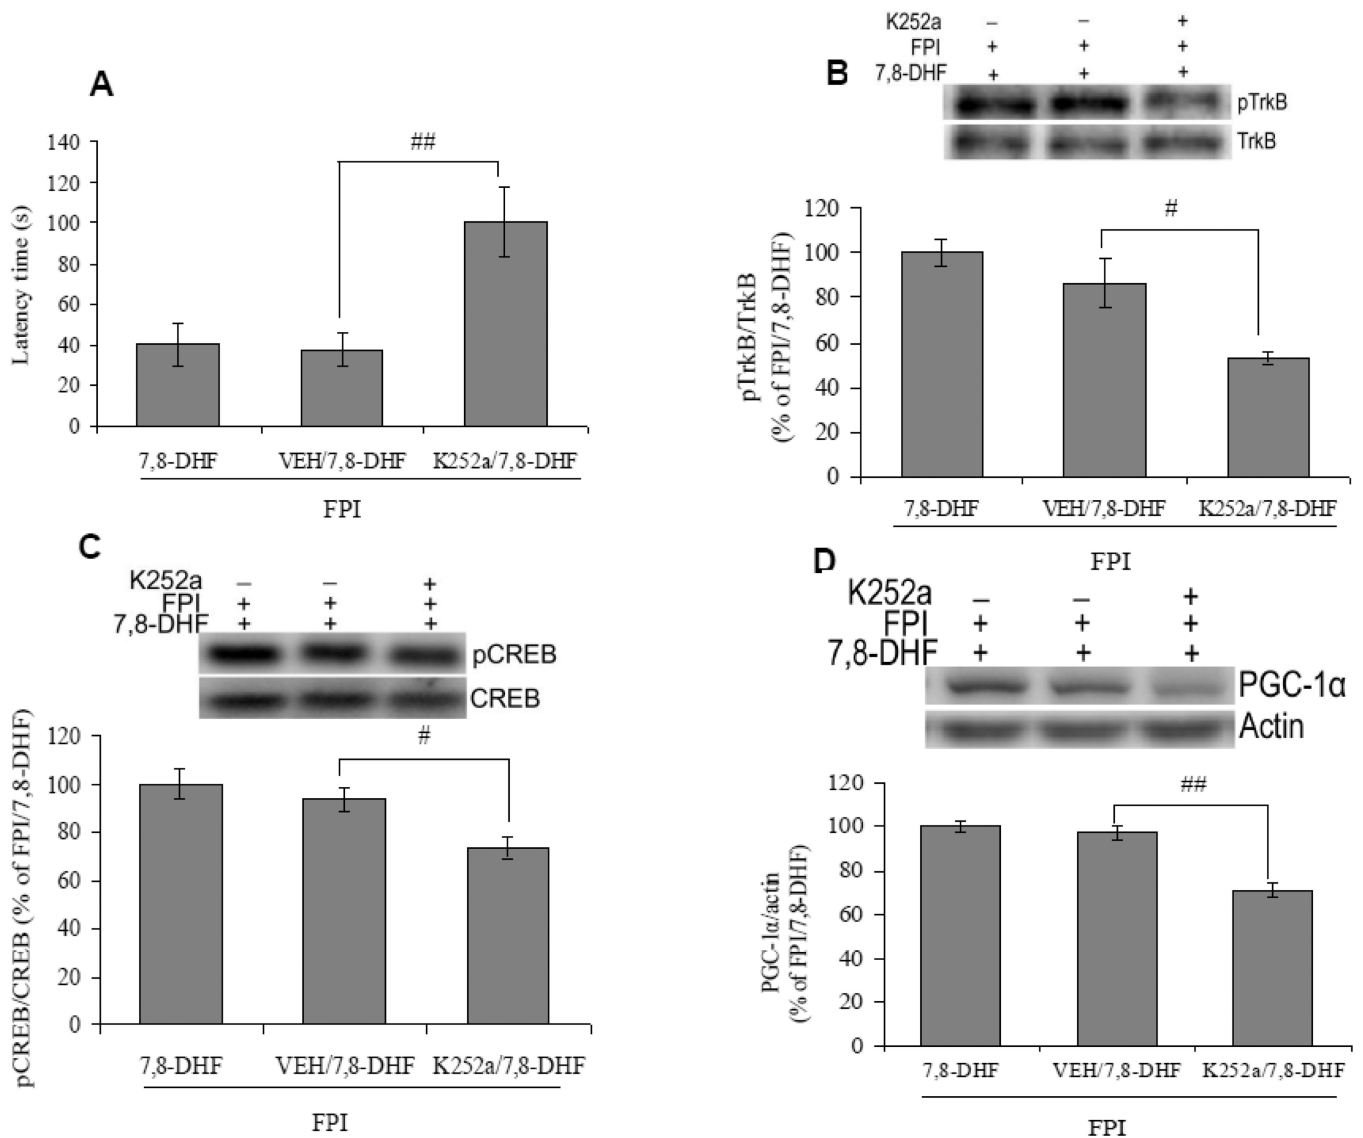 A
Latency time (s)
140
120
100
80
60
40
20
0
##
7,8-DHF VEH/7,8-DHF K252a/7,8-DHF
FPI
B
K252a − − +
FPI + + +
7,8-DHF + + +
pTrkB
TrkB
pTrkB/TrkB
(% of FPI/7,8-DHF)
120
100
80
60
40
20
0
#
7,8-DHF VEH/7,8-DHF K252a/7,8-DHF
FPI
C
K252a − − +
FPI + + +
7,8-DHF + + +
pCREB
CREB
pCREB/CREB (% of FPI/7,8-DHF)
120
100
80
60
40
20
0
#
7,8-DHF VEH/7,8-DHF K252a/7,8-DHF
FPI
D
K252a − − +
FPI + + +
7,8-DHF + + +
PGC-1α
Actin
PGC-1α/actin
(% of FPI/7,8-DHF)
120
100
80
60
40
20
0
##
7,8-DHF VEH/7,8-DHF K252a/7,8-DHF
FPI